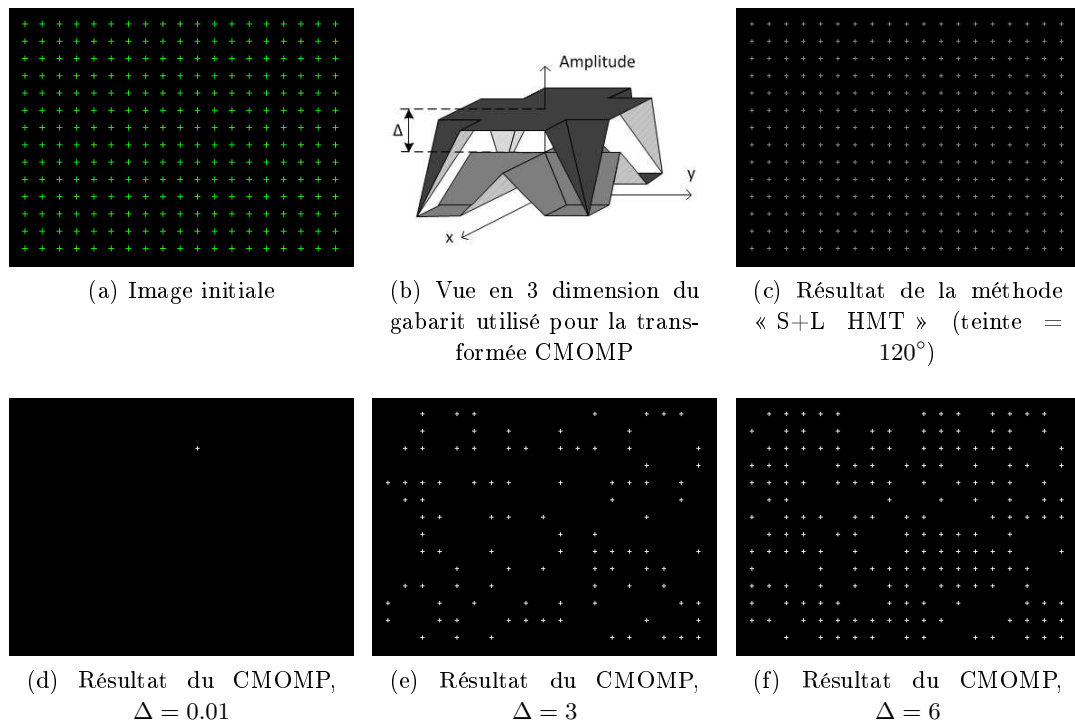 Amplitude
Δ
y
x
(a) Image initiale
(b) Vue en 3 dimension du
gabarit utilisé pour la trans-
formée CMOMP
(c) Résultat de la méthode
« S+L HMT » (teinte =
120°)
(d) Résultat du CMOMP,
Δ = 0.01
(e) Résultat du CMOMP,
Δ = 3
(f) Résultat du CMOMP,
Δ = 6